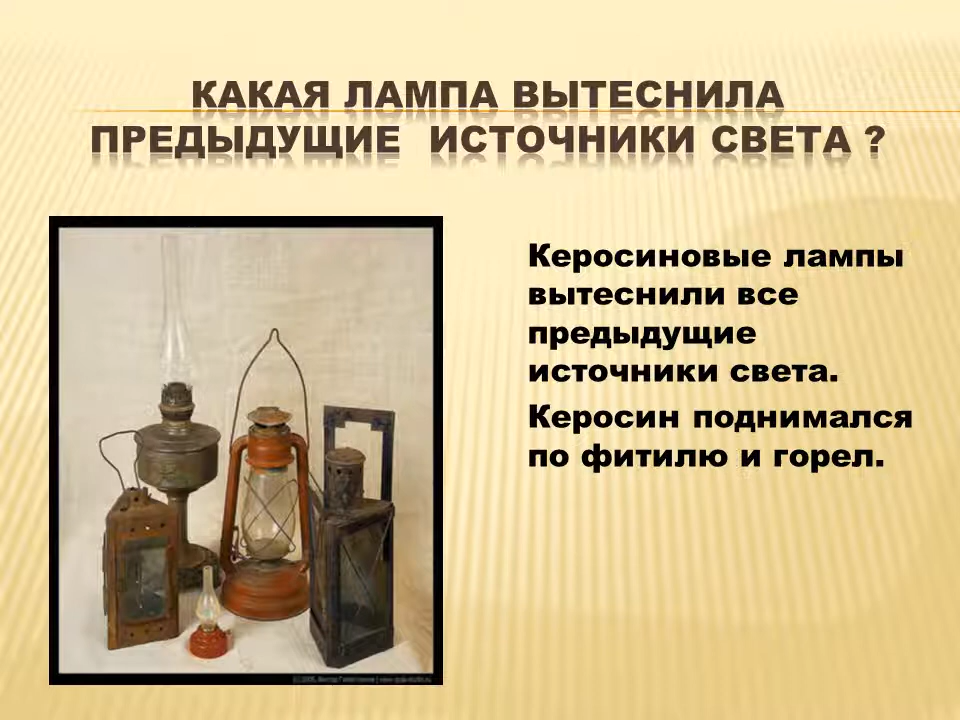 КАКАЯ ЛАМПА ВЫТЕСНИЛА
ПРЕДЫДУЩИЕ ИСТОЧНИКИ СВЕТА ?
Керосиновые лампы
вытеснили все
предыдущие
источники света.
Керосин поднимался
по фитилю и горел.